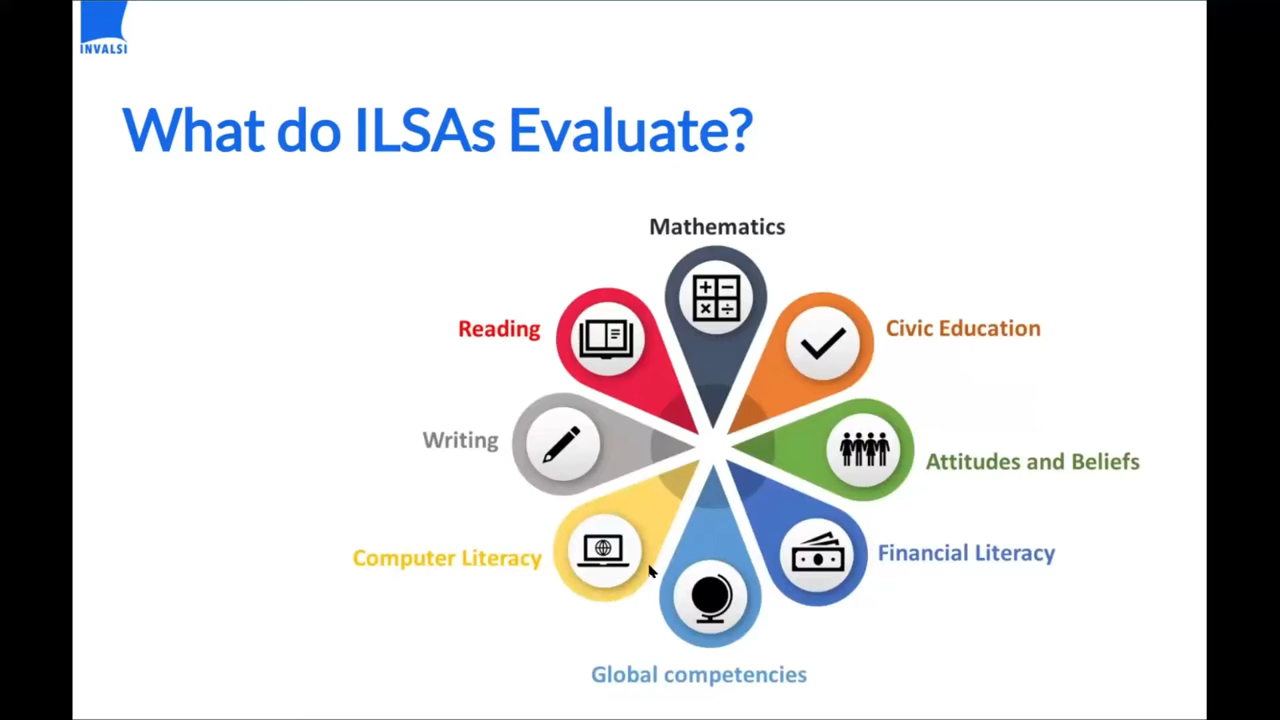 INVALSI
What do ILSAs Evaluate?
Mathematics
Reading
Civic Education
Writing
Attitudes and Beliefs
Computer Literacy
Financial Literacy
Global competencies